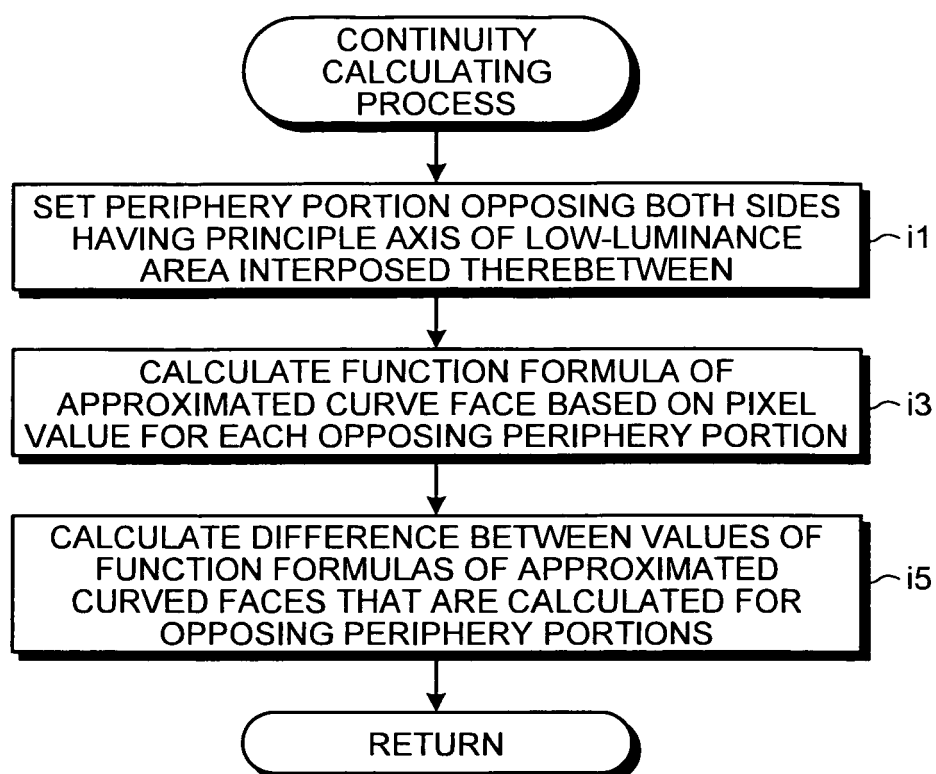 CONTINUITY
CALCULATING
PROCESS
SET PERIPHERY PORTION OPPOSING BOTH SIDES
HAVING PRINCIPLE AXIS OF LOW-LUMINANCE
AREA INTERPOSED THEREBETWEEN
i1
CALCULATE FUNCTION FORMULA OF
APPROXIMATED CURVE FACE BASED ON PIXEL
VALUE FOR EACH OPPOSING PERIPHERY PORTION
i3
CALCULATE DIFFERENCE BETWEEN VALUES OF
FUNCTION FORMULAS OF APPROXIMATED
CURVED FACES THAT ARE CALCULATED FOR
OPPOSING PERIPHERY PORTIONS
i5
RETURN